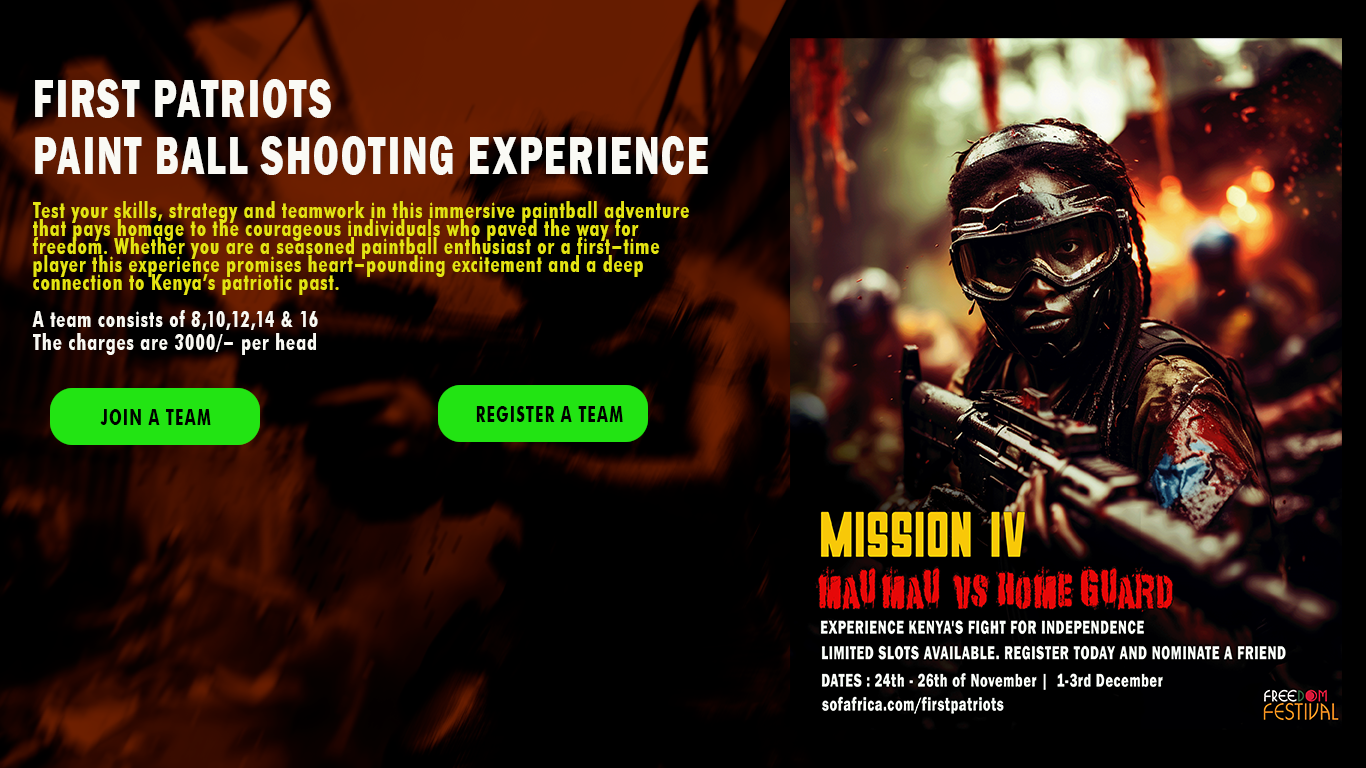 FIRST PATRIOTS
PAINT BALL SHOOTING EXPERIENCE
Test your skills, strategy and teamwork in this immersive paintball adventure
that pays homage to the courageous individuals who paved the way for
freedom. Whether you are a seasoned paintball enthusiast or a first–time
player this experience promises heart–pounding excitement and a deep
connection to Kenya's patriotic past.
A team consists of 8,10,12,14 & 16
The charges are 3000/– per head
JOIN A TEAM
REGISTER A TEAM
MISSION IV
MAU MAU VS HOME GUARD
EXPERIENCE KENYA'S FIGHT FOR INDEPENDENCE
LIMITED SLOTS AVAILABLE. REGISTER TODAY AND NOMINATE A FRIEND
DATES : 24th - 26th of November | 1-3rd December
sofafrica.com/firstpatriots
FREEDOM
FESTIVAL